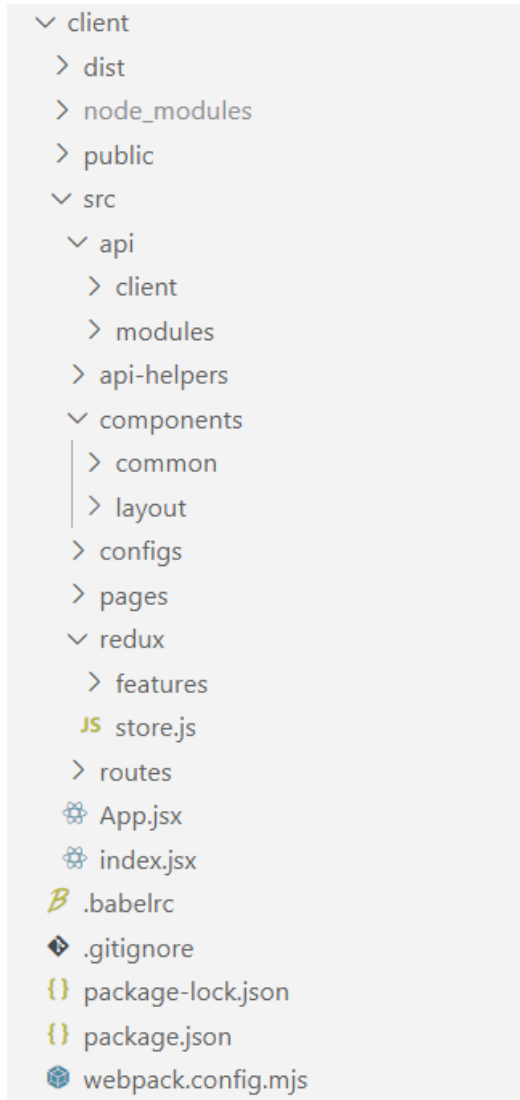 client
dist
node_modules
public
src
api
client
modules
api-helpers
components
common
layout
configs
pages
redux
features
JS store.js
routes
App.jsx
index.jsx
B .babelrc
.gitignore
{} package-lock.json
{} package.json
webpack.config.mjs